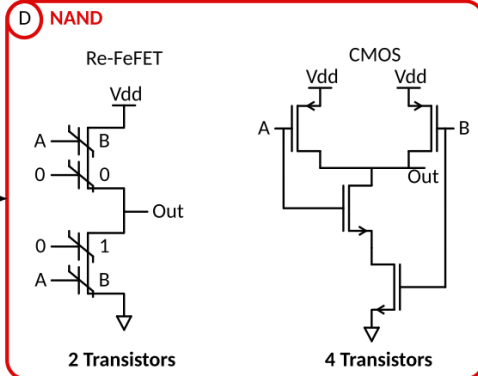 D NAND
Re-FeFET
CMOS
Vdd
Vdd
Vdd
A
B
A
B
0
0
Out
Out
0
1
A
B
2 Transistors
4 Transistors